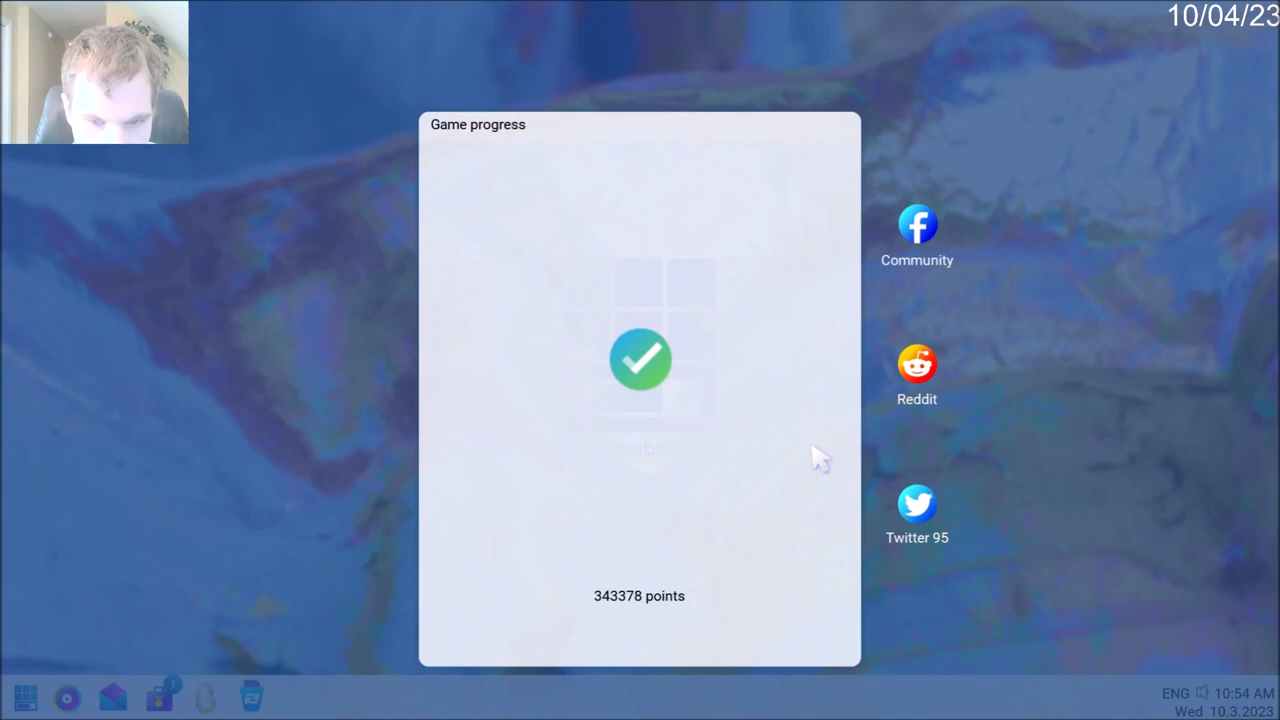 10/04/23
Game progress
Community
Reddit
343378 points
Twitter 95
1
ENG 10:54 AM
Wed 10.3.2023